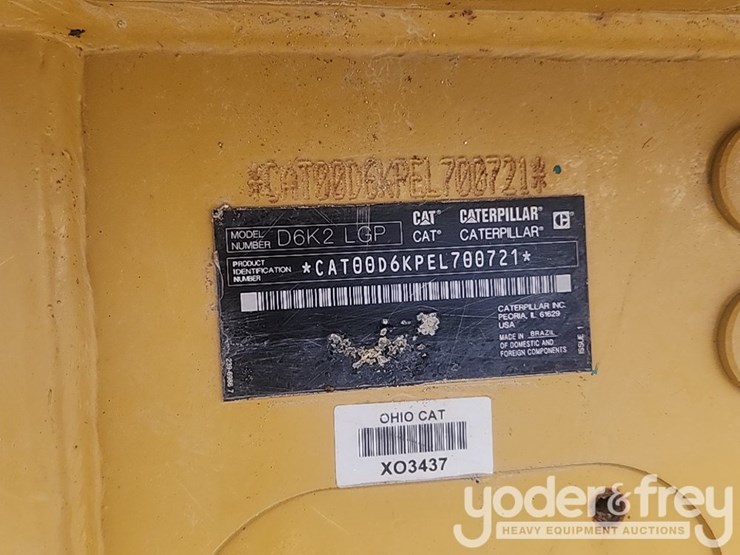 *CAT00D6KPEL700721*
MODEL NUMBER D6K2 LGP
CAT® CATERPILLAR®
CAT® CATERPILLAR®
PRODUCT IDENTIFICATION NUMBER *CAT00D6KPEL700721*
CATERPILLAR INC.
PEORIA, IL 61629
USA
MADE IN BRAZIL
OF DOMESTIC AND
FOREIGN COMPONENTS
ISSUE 1
OHIO CAT
XO3437
yoder&frey
HEAVY EQUIPMENT AUCTIONS